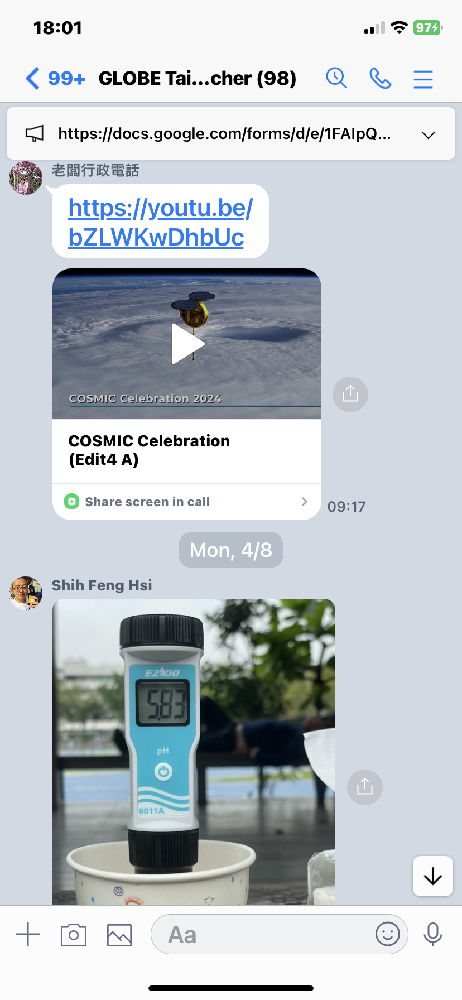 18:01
97
99+
GLOBE Tai...cher (98)
https://docs.google.com/forms/d/e/1FAIpQ...
老闆行政電話
https://youtu.be/
bZLWKwDhbUc
COSMIC Celebration 2024
COSMIC Celebration
(Edit4 A)
Share screen in call
09:17
Mon, 4/8
Shih Feng Hsi
EZDO
5.83
pH
6011A
Aa